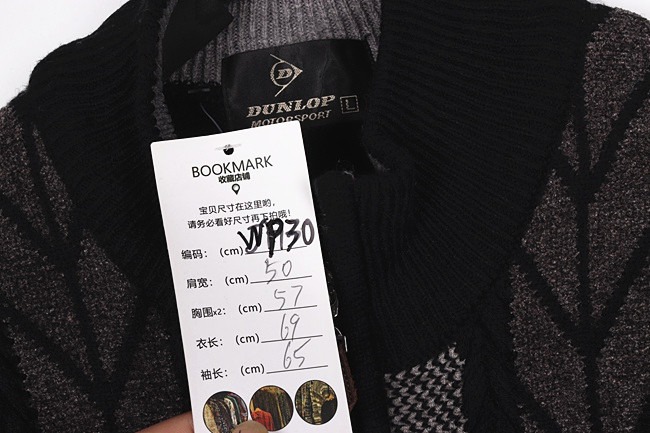 D
DUNLOP L
MOTORSPORT
BOOKMARK
收藏店铺
宝贝尺寸在这里哟，
请务必看好尺寸再下拍哦！
编码：(cm) WP30
肩宽：(cm) 50
胸围x2：(cm) 57
衣长：(cm) 69
袖长：(cm) 65